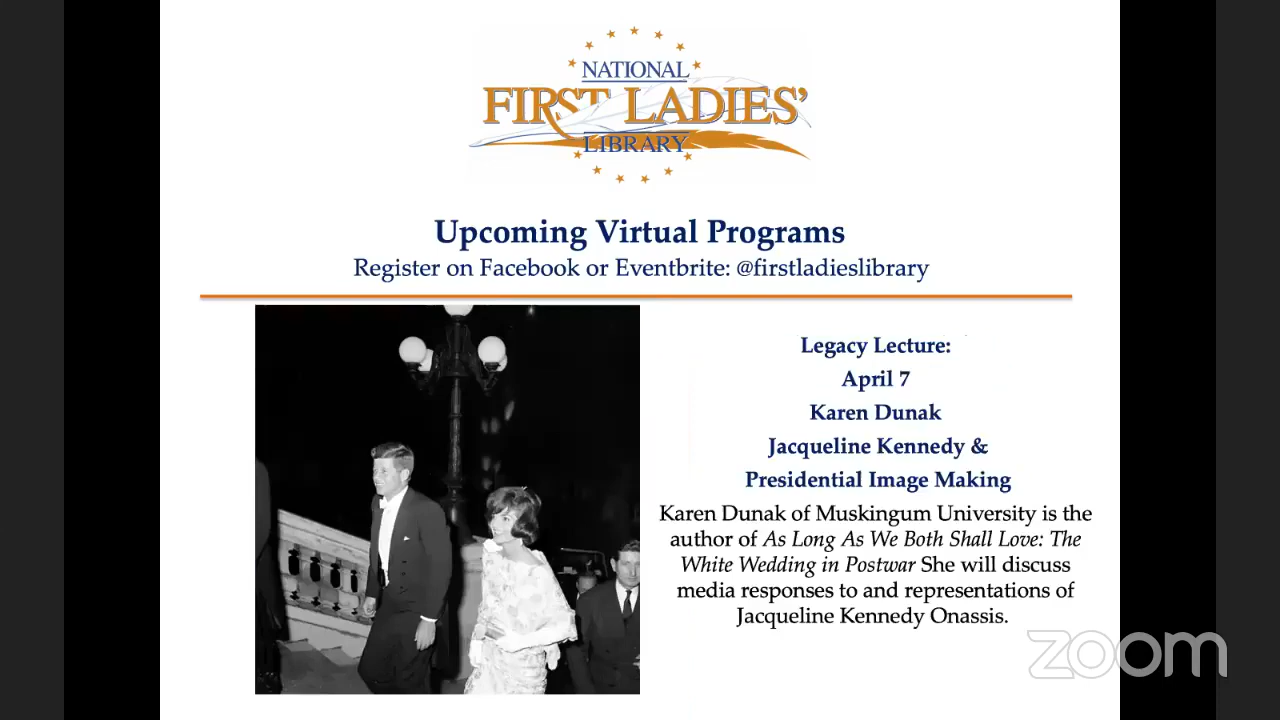 NATIONAL
FIRST LADIES'
LIBRARY
Upcoming Virtual Programs
Register on Facebook or Eventbrite: @firstladieslibrary
Legacy Lecture:
April 7
Karen Dunak
Jacqueline Kennedy &
Presidential Image Making
Karen Dunak of Muskingum University is the
author of As Long As We Both Shall Love: The
White Wedding in Postwar She will discuss
media responses to and representations of
Jacqueline Kennedy Onassis.
zoom